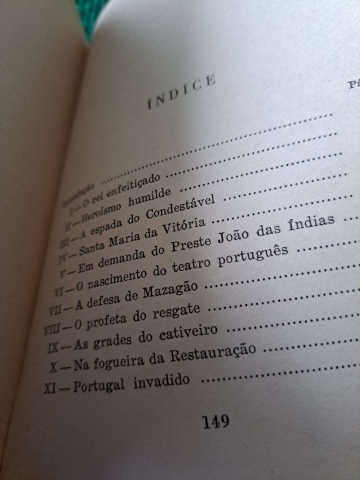 ÍNDICE
Introdução
I — O rei enfeitiçado
II — Heroísmo humilde
III — A espada do Condestável
IV — Santa Maria da Vitória
V — Em demanda do Preste João das Índias
VI — O nascimento do teatro português
VII — A defesa de Mazagão
VIII — O profeta do resgate
IX — As grades do cativeiro
X — Na fogueira da Restauração
XI — Portugal invadido
149